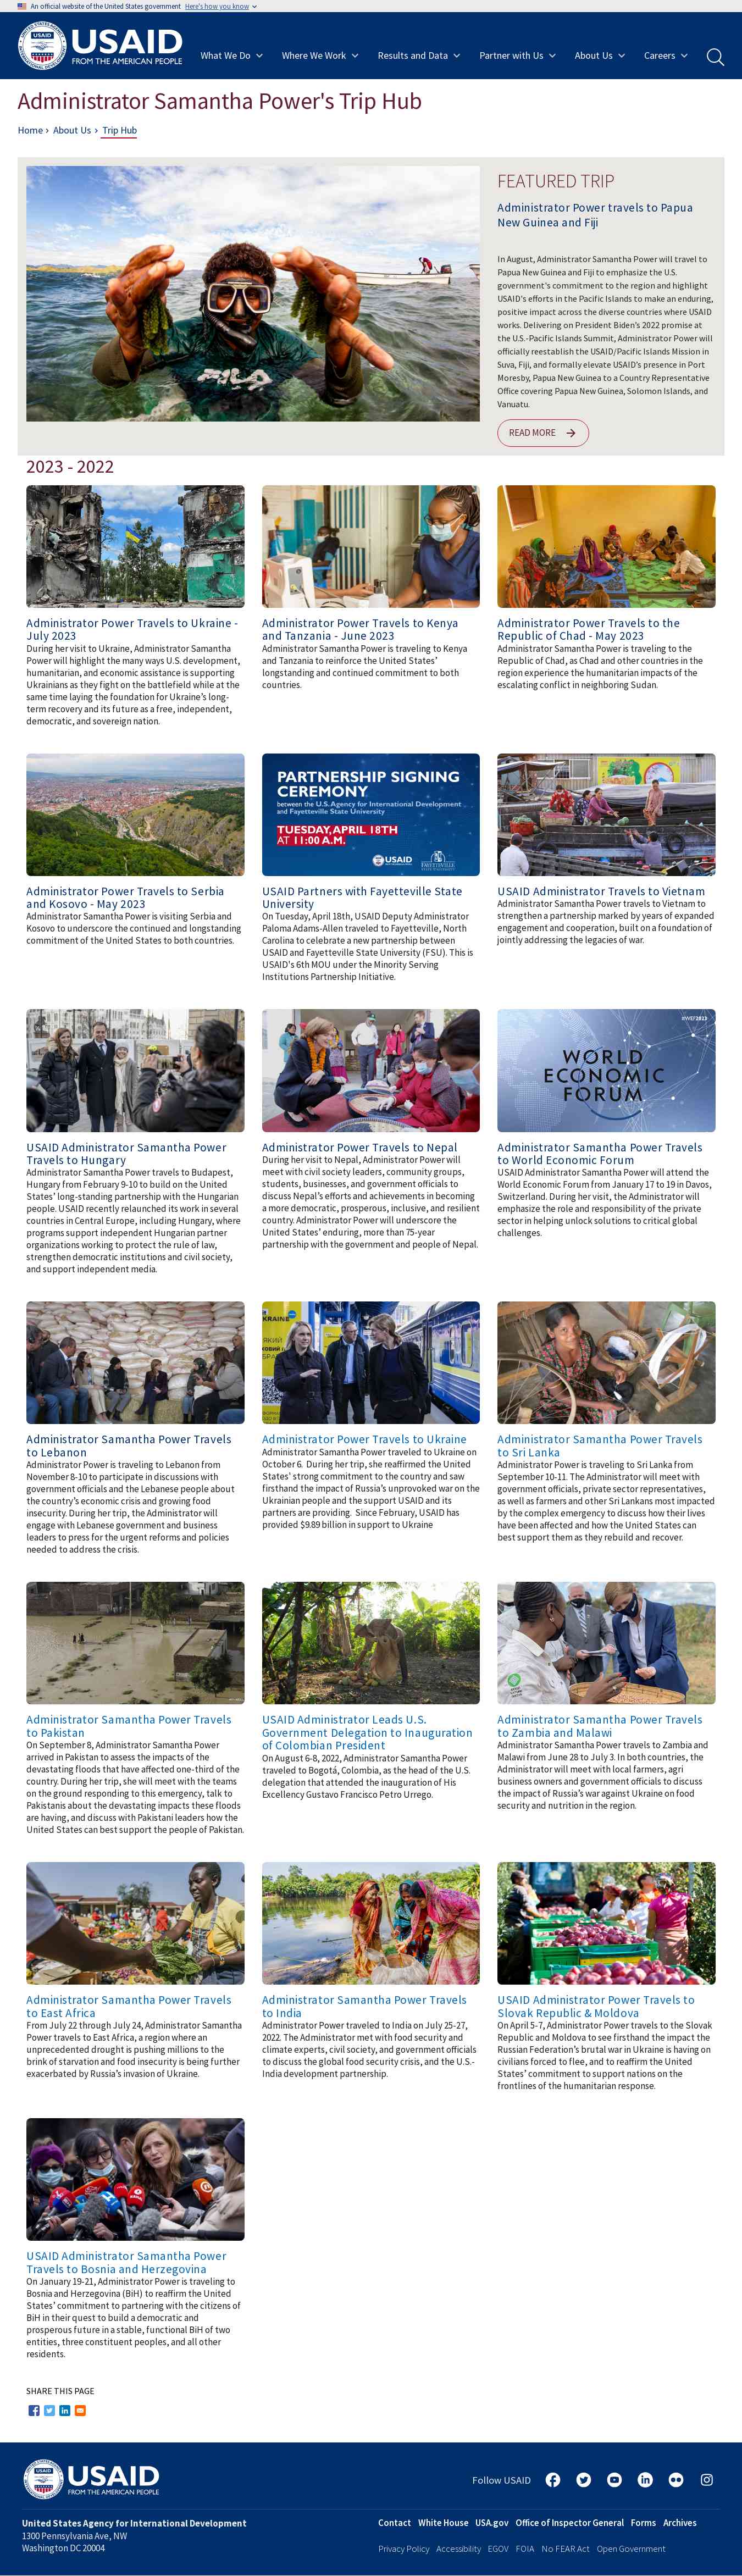 An official website of the United States government Here's how you know
USAID
FROM THE AMERICAN PEOPLE
What We Do
Where We Work
Results and Data
Partner with Us
About Us
Careers
Administrator Samantha Power's Trip Hub
Home › About Us › Trip Hub
FEATURED TRIP
Administrator Power travels to Papua
New Guinea and Fiji
In August, Administrator Samantha Power will travel to
Papua New Guinea and Fiji to emphasize the U.S.
government's commitment to the region and highlight
USAID's efforts in the Pacific Islands to make an enduring,
positive impact across the diverse countries where USAID
works. Delivering on President Biden’s 2022 promise at
the U.S.-Pacific Islands Summit, Administrator Power will
officially reestablish the USAID/Pacific Islands Mission in
Suva, Fiji, and formally elevate USAID’s presence in Port
Moresby, Papua New Guinea to a Country Representative
Office covering Papua New Guinea, Solomon Islands, and
Vanuatu.
READ MORE
2023 - 2022
Administrator Power Travels to Ukraine -
July 2023
During her visit to Ukraine, Administrator Samantha
Power will highlight the many ways U.S. development,
humanitarian, and economic assistance is supporting
Ukrainians as they fight on the battlefield while at the
same time laying the foundation for Ukraine’s long-
term recovery and its future as a free, independent,
democratic, and sovereign nation.
Administrator Power Travels to Kenya
and Tanzania - June 2023
Administrator Samantha Power is traveling to Kenya
and Tanzania to reinforce the United States’
longstanding and continued commitment to both
countries.
Administrator Power Travels to the
Republic of Chad - May 2023
Administrator Samantha Power is traveling to the
Republic of Chad, as Chad and other countries in the
region experience the humanitarian impacts of the
escalating conflict in neighboring Sudan.
Administrator Power Travels to Serbia
and Kosovo - May 2023
Administrator Samantha Power is visiting Serbia and
Kosovo to underscore the continued and longstanding
commitment of the United States to both countries.
PARTNERSHIP SIGNING
CEREMONY
between the U.S. Agency for International Development
and Fayetteville State University
TUESDAY, APRIL 18TH
AT 11:00 A.M.
USAID
FAYETTEVILLE
USAID Partners with Fayetteville State
University
On Tuesday, April 18th, USAID Deputy Administrator
Paloma Adams-Allen traveled to Fayetteville, North
Carolina to celebrate a new partnership between
USAID and Fayetteville State University (FSU). This is
USAID's 6th MOU under the Minority Serving
Institutions Partnership Initiative.
USAID Administrator Travels to Vietnam
Administrator Samantha Power travels to Vietnam to
strengthen a partnership marked by years of expanded
engagement and cooperation, built on a foundation of
jointly addressing the legacies of war.
USAID Administrator Samantha Power
Travels to Hungary
Administrator Samantha Power travels to Budapest,
Hungary from February 9-10 to build on the United
States’ long-standing partnership with the Hungarian
people. USAID recently relaunched its work in several
countries in Central Europe, including Hungary, where
programs support independent Hungarian partner
organizations working to protect the rule of law,
strengthen democratic institutions and civil society,
and support independent media.
Administrator Power Travels to Nepal
During her visit to Nepal, Administrator Power will
meet with civil society leaders, community groups,
students, businesses, and government officials to
discuss Nepal’s efforts and achievements in becoming
a more democratic, prosperous, inclusive, and resilient
country. Administrator Power will underscore the
United States’ enduring, more than 75-year
partnership with the government and people of Nepal.
#WEF2023
WORLD
ECONOMIC
FORUM
Administrator Samantha Power Travels
to World Economic Forum
USAID Administrator Samantha Power will attend the
World Economic Forum from January 17 to 19 in Davos,
Switzerland. During her visit, the Administrator will
emphasize the role and responsibility of the private
sector in helping unlock solutions to critical global
challenges.
Administrator Samantha Power Travels
to Lebanon
Administrator Power is traveling to Lebanon from
November 8-10 to participate in discussions with
government officials and the Lebanese people about
the country’s economic crisis and growing food
insecurity. During her trip, the Administrator will
engage with Lebanese government and business
leaders to press for the urgent reforms and policies
needed to address the crisis.
Administrator Power Travels to Ukraine
Administrator Samantha Power traveled to Ukraine on
October 6.  During her trip, she reaffirmed the United
States' strong commitment to the country and saw
firsthand the impact of Russia’s unprovoked war on the
Ukrainian people and the support USAID and its
partners are providing.  Since February, USAID has
provided $9.89 billion in support to Ukraine
Administrator Samantha Power Travels
to Sri Lanka
Administrator Power is traveling to Sri Lanka from
September 10-11. The Administrator will meet with
government officials, private sector representatives,
as well as farmers and other Sri Lankans most impacted
by the complex emergency to discuss how their lives
have been affected and how the United States can
best support them as they rebuild and recover.
Administrator Samantha Power Travels
to Pakistan
On September 8, Administrator Samantha Power
arrived in Pakistan to assess the impacts of the
devastating floods that have affected one-third of the
country. During her trip, she will meet with the teams
on the ground responding to this emergency, talk to
Pakistanis about the devastating impacts these floods
are having, and discuss with Pakistani leaders how the
United States can best support the people of Pakistan.
USAID Administrator Leads U.S.
Government Delegation to Inauguration
of Colombian President
On August 6-8, 2022, Administrator Samantha Power
traveled to Bogotá, Colombia, as the head of the U.S.
delegation that attended the inauguration of His
Excellency Gustavo Francisco Petro Urrego.
Administrator Samantha Power Travels
to Zambia and Malawi
Administrator Samantha Power travels to Zambia and
Malawi from June 28 to July 3. In both countries, the
Administrator will meet with local farmers, agri
business owners and government officials to discuss
the impact of Russia’s war against Ukraine on food
security and nutrition in the region.
Administrator Samantha Power Travels
to East Africa
From July 22 through July 24, Administrator Samantha
Power travels to East Africa, a region where an
unprecedented drought is pushing millions to the
brink of starvation and food insecurity is being further
exacerbated by Russia’s invasion of Ukraine.
Administrator Samantha Power Travels
to India
Administrator Power traveled to India on July 25-27,
2022. The Administrator met with food security and
climate experts, civil society, and government officials
to discuss the global food security crisis, and the U.S.-
India development partnership.
USAID Administrator Power Travels to
Slovak Republic & Moldova
On April 5-7, Administrator Power travels to the Slovak
Republic and Moldova to see firsthand the impact the
Russian Federation’s brutal war in Ukraine is having on
civilians forced to flee, and to reaffirm the United
States’ commitment to support nations on the
frontlines of the humanitarian response.
USAID Administrator Samantha Power
Travels to Bosnia and Herzegovina
On January 19-21, Administrator Power is traveling to
Bosnia and Herzegovina (BiH) to reaffirm the United
States’ commitment to partnering with the citizens of
BiH in their quest to build a democratic and
prosperous future in a stable, functional BiH of two
entities, three constituent peoples, and all other
residents.
SHARE THIS PAGE
USAID
FROM THE AMERICAN PEOPLE
Follow USAID
United States Agency for International Development
1300 Pennsylvania Ave, NW
Washington DC 20004
Contact White House USA.gov Office of Inspector General Forms Archives
Privacy Policy Accessibility EGOV FOIA No FEAR Act Open Government